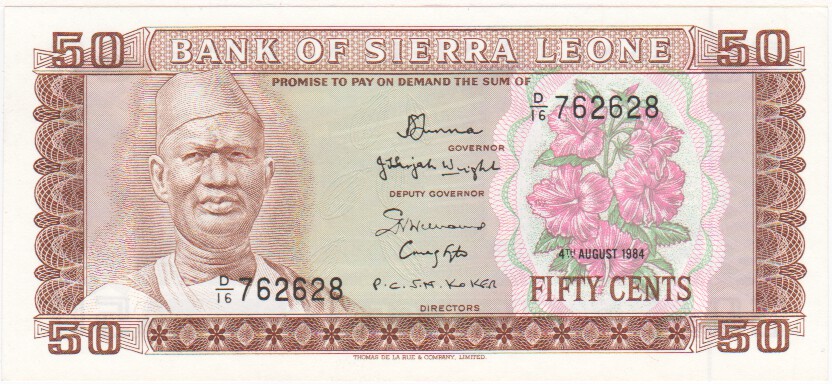 50 BANK OF SIERRA LEONE 50
PROMISE TO PAY ON DEMAND THE SUM OF
D/16 762628
GOVERNOR
DEPUTY GOVERNOR
4TH AUGUST 1984
D/16 762628
P.C.S.H. KOKER
FIFTY CENTS
DIRECTORS
50 50
THOMAS DE LA RUE & COMPANY, LIMITED.